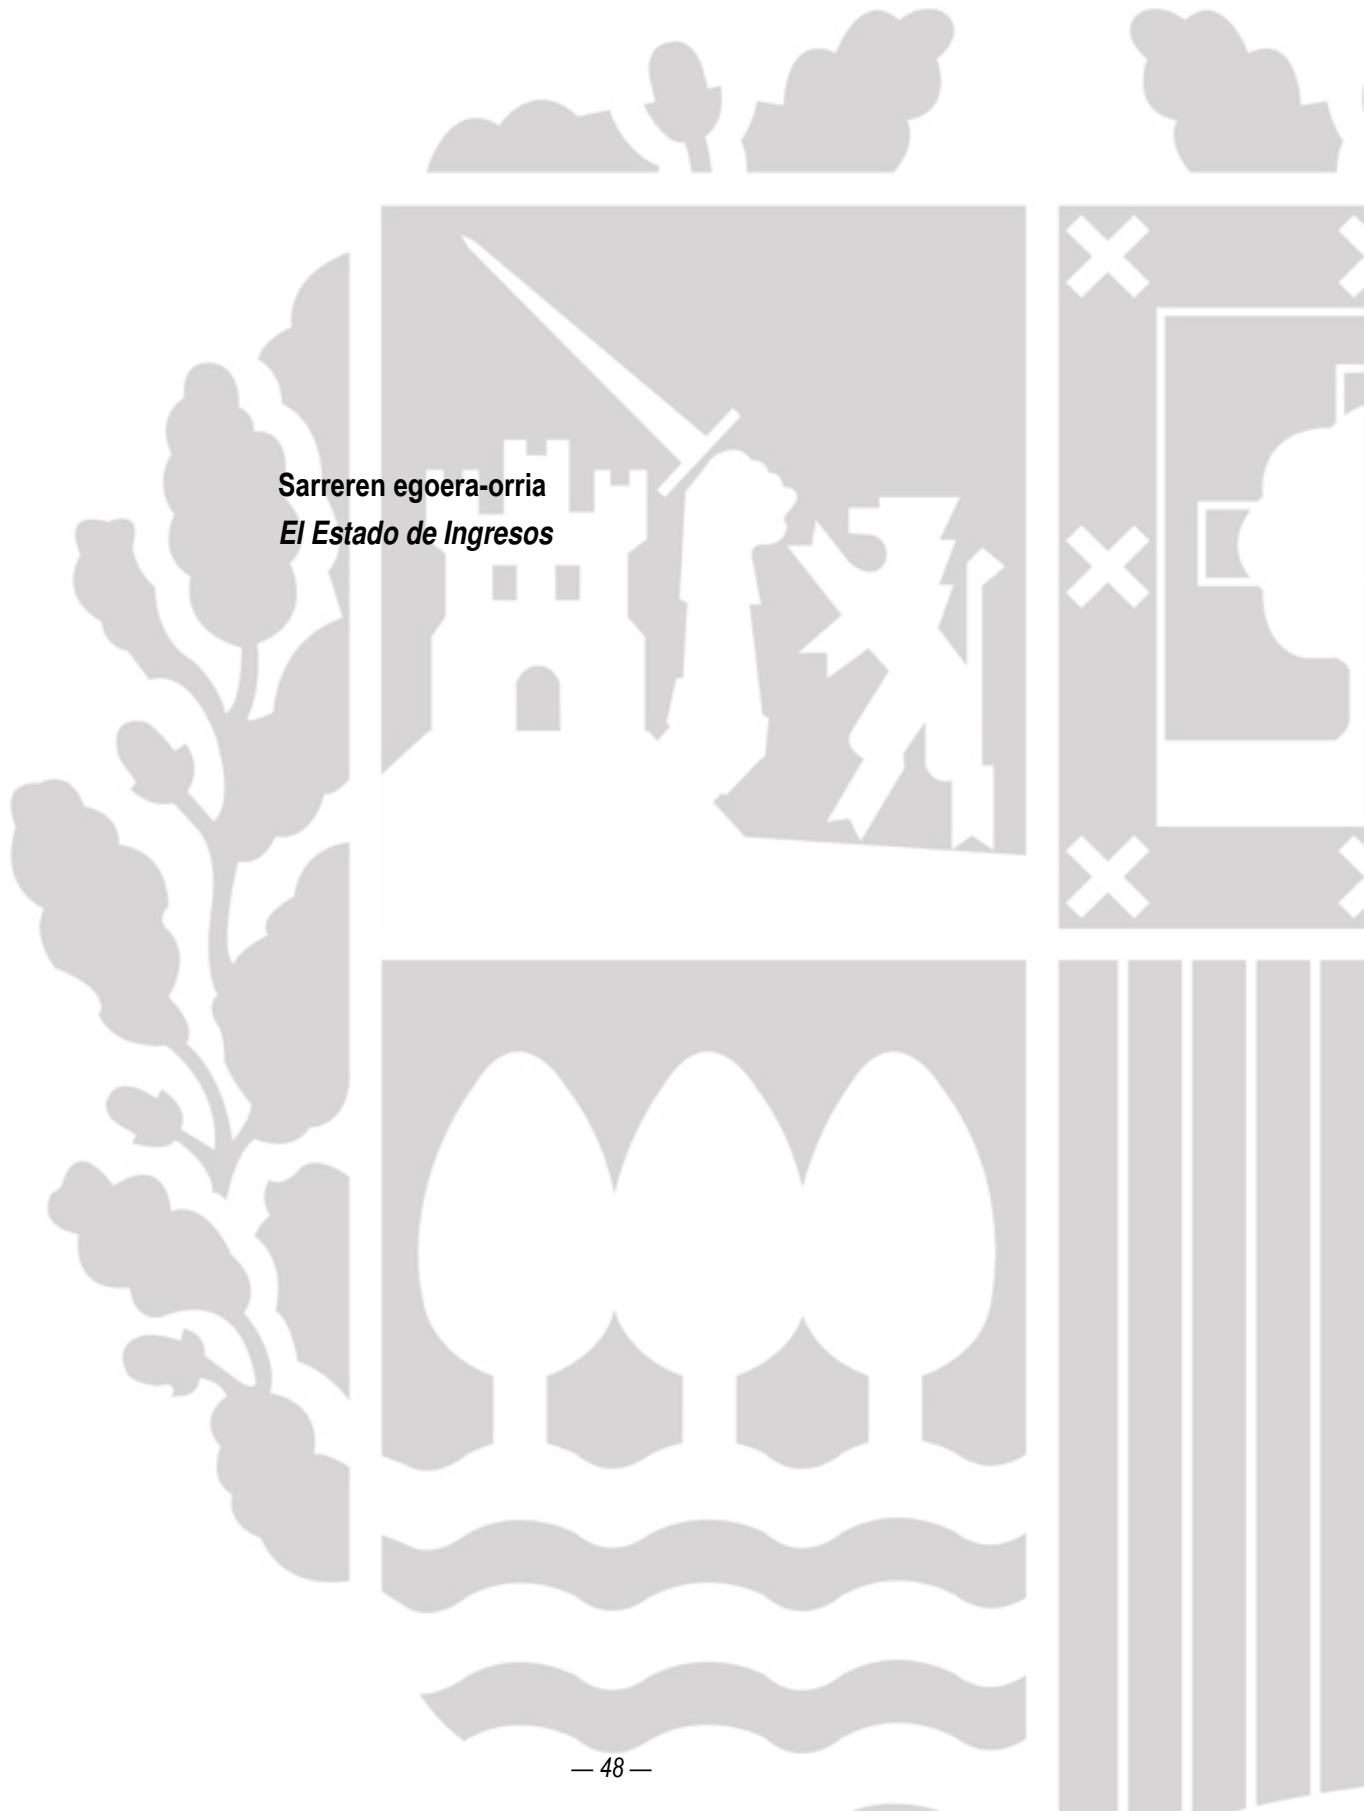 Sarreren egoera-orria
El Estado de Ingresos
— 48 —